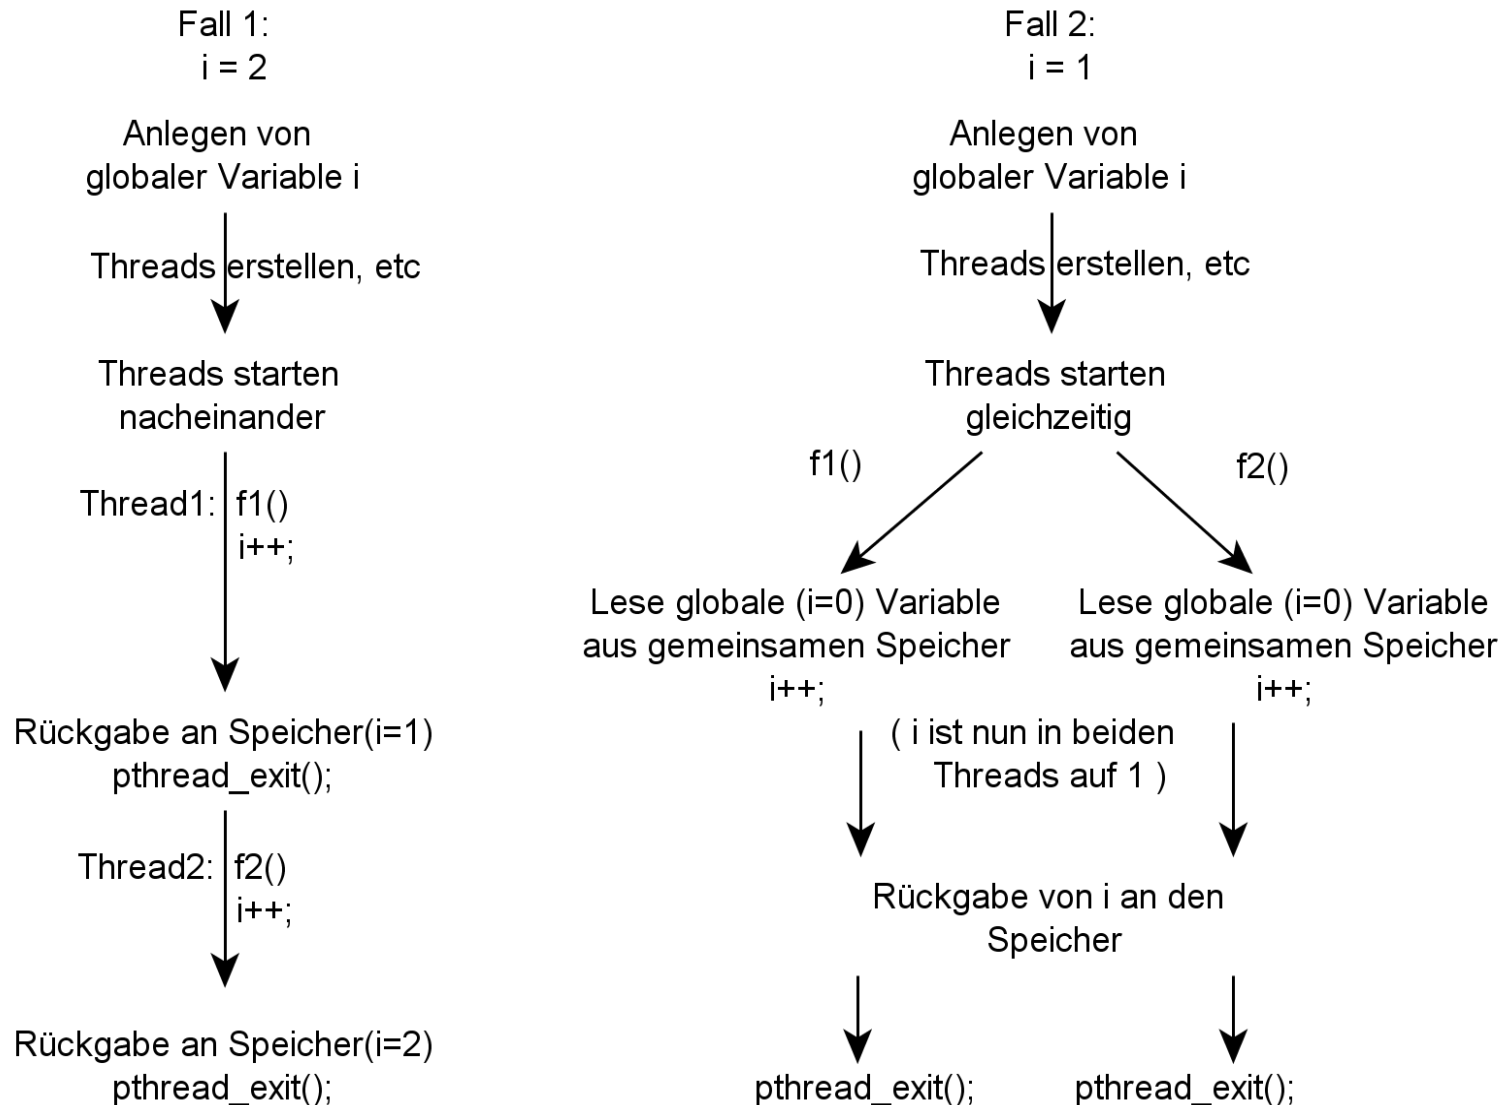 Fall 1:
i = 2
Anlegen von
globaler Variable i
Threads erstellen, etc
Threads starten
nacheinander
Thread1: f1()
i++;
Rückgabe an Speicher(i=1)
pthread_exit();
Thread2: f2()
i++;
Rückgabe an Speicher(i=2)
pthread_exit();
Fall 2:
i = 1
Anlegen von
globaler Variable i
Threads erstellen, etc
Threads starten
gleichzeitig
f1()
f2()
Lese globale (i=0) Variable
aus gemeinsamen Speicher
i++;
Lese globale (i=0) Variable
aus gemeinsamen Speicher
i++;
( i ist nun in beiden
Threads auf 1 )
Rückgabe von i an den
Speicher
pthread_exit();
pthread_exit();